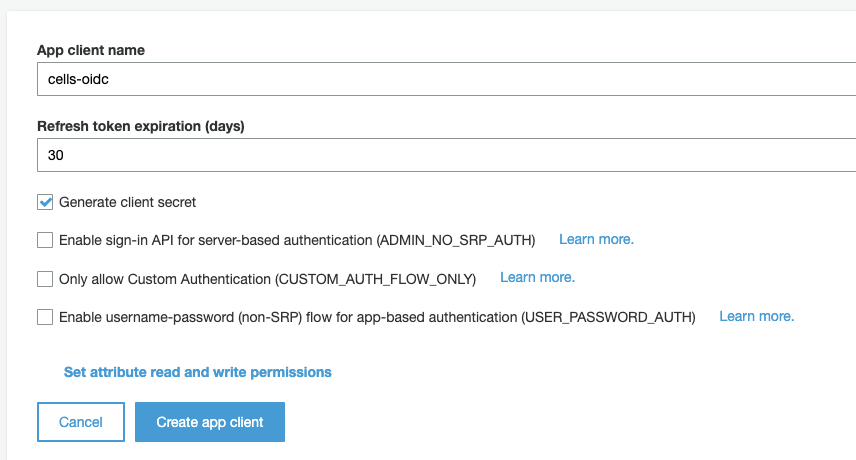 App client name
cells-oidc
Refresh token expiration (days)
30
Generate client secret
Enable sign-in API for server-based authentication (ADMIN_NO_SRP_AUTH) Learn more.
Only allow Custom Authentication (CUSTOM_AUTH_FLOW_ONLY) Learn more.
Enable username-password (non-SRP) flow for app-based authentication (USER_PASSWORD_AUTH) Learn more.
Set attribute read and write permissions
Cancel Create app client